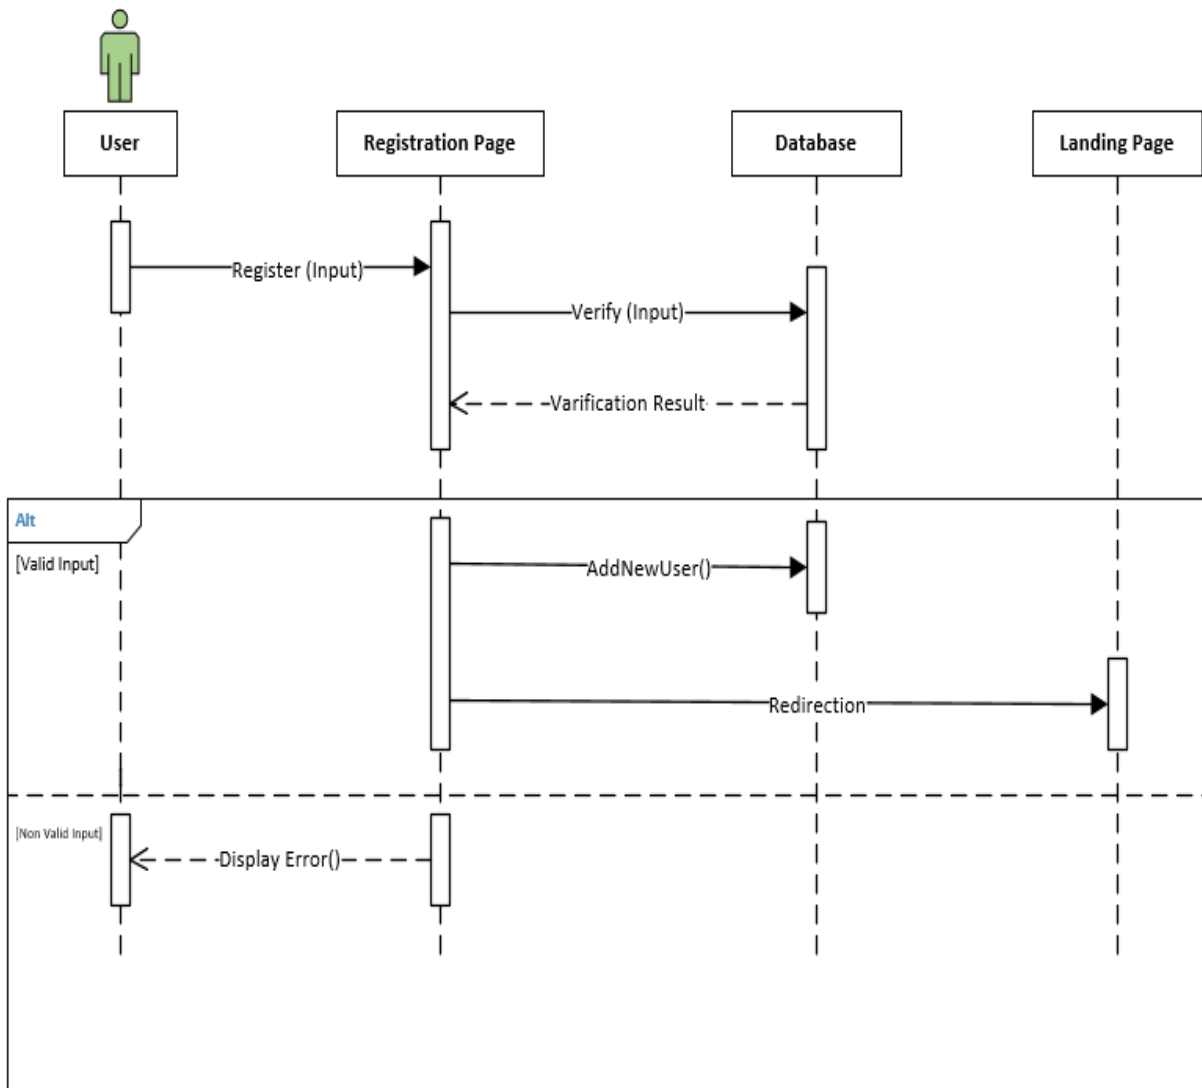 User
Registration Page
Database
Landing Page
Register (Input)
Verify (Input)
Varification Result
Alt
[Valid Input]
AddNewUser()
Redirection
[Non Valid Input]
Display Error()